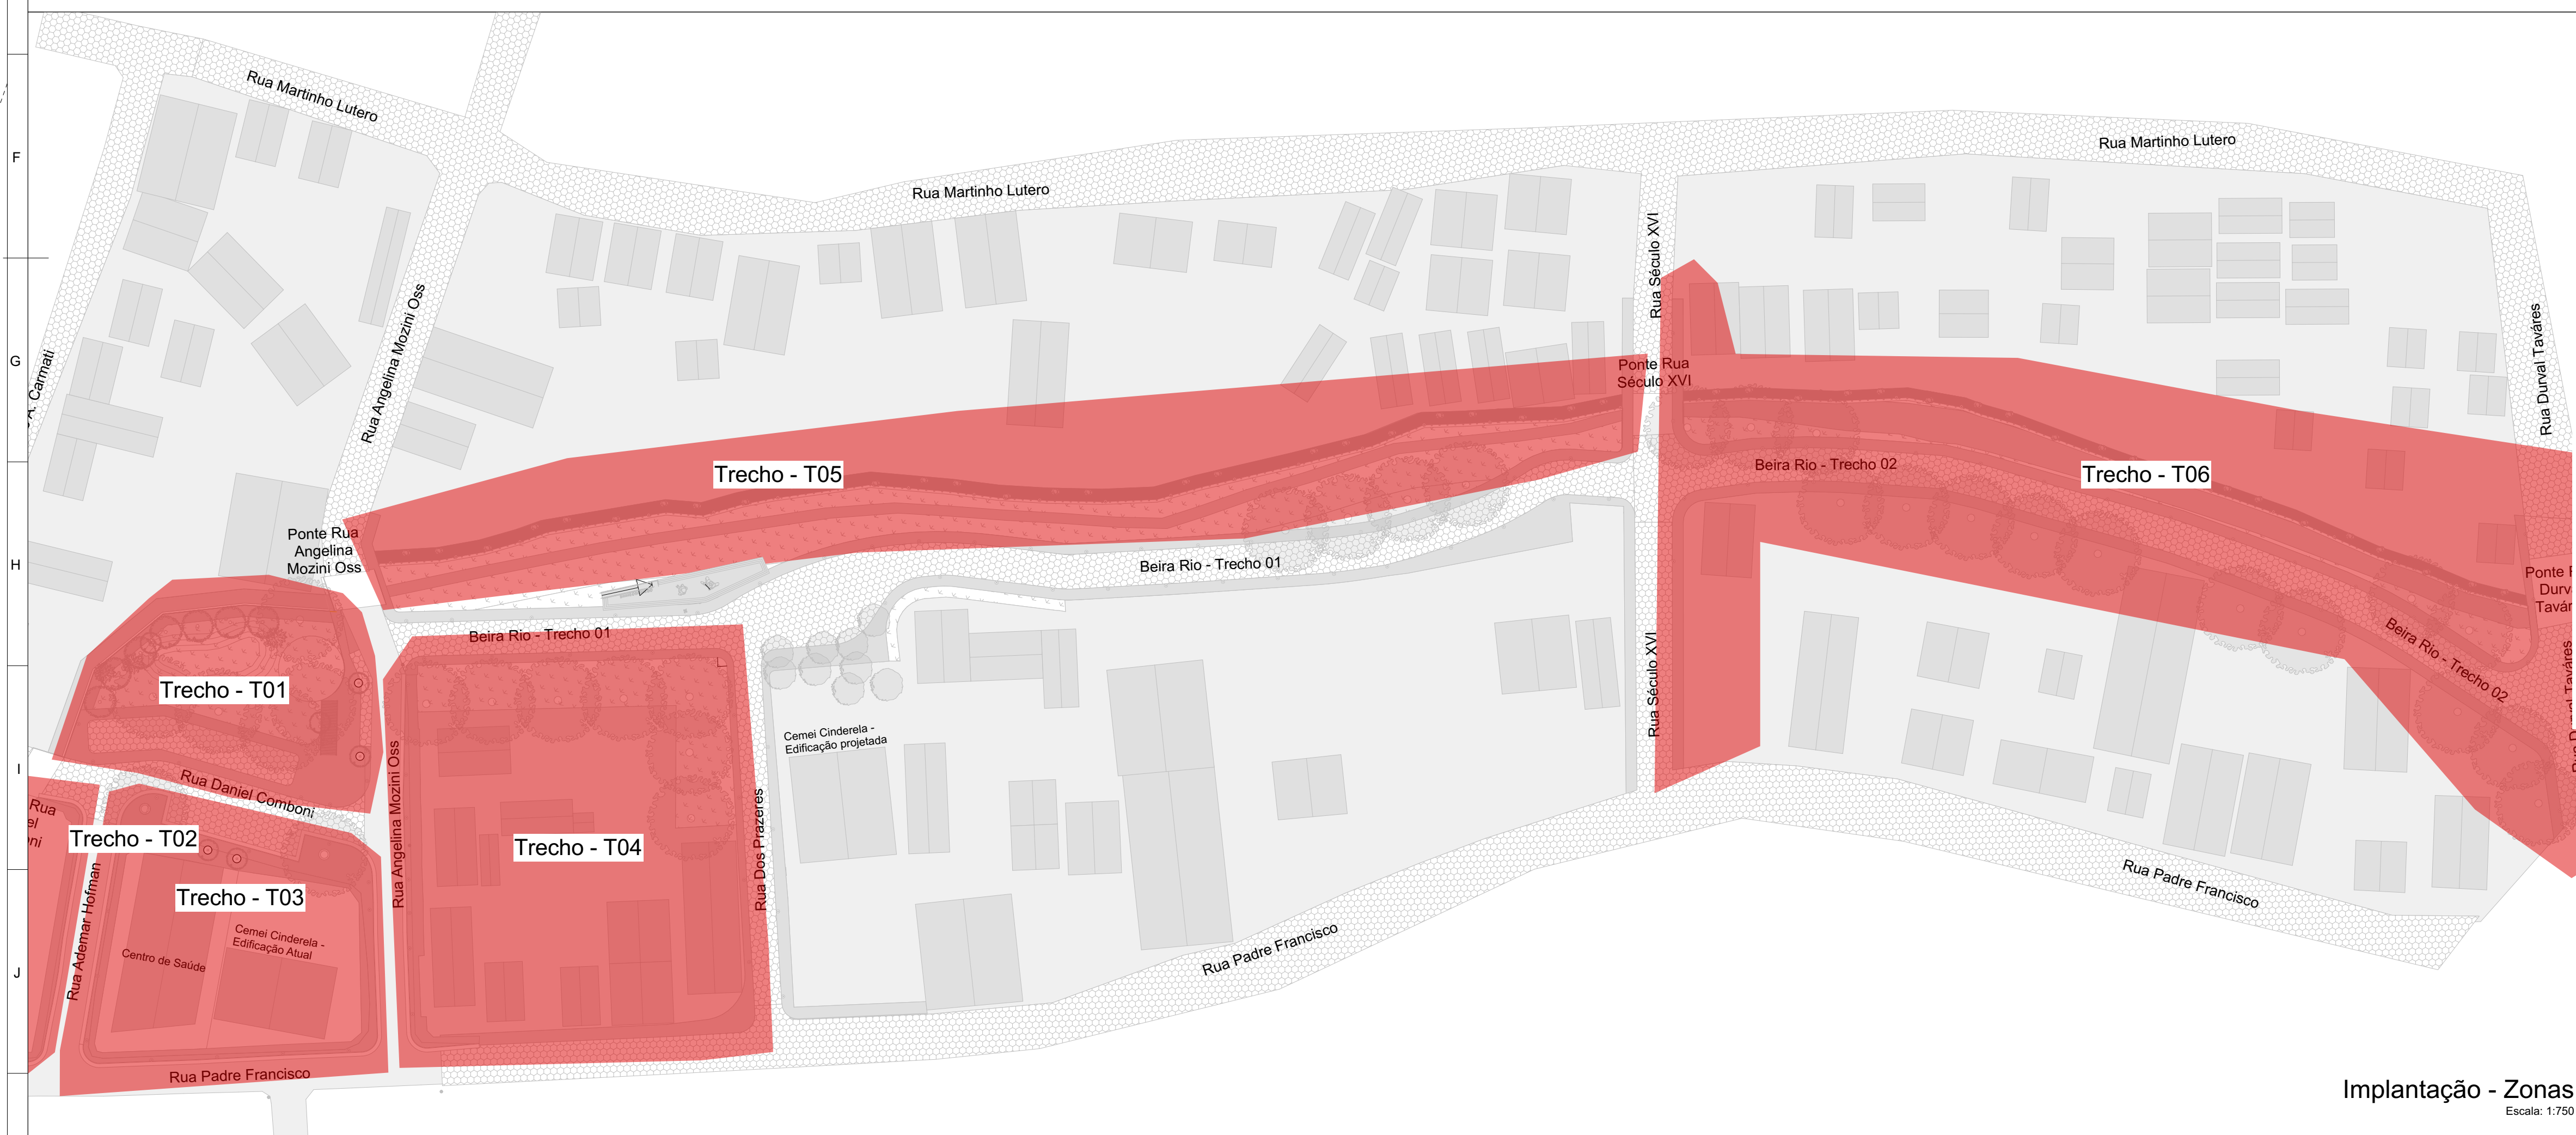 F
G
H
I
J
Rua Martinho Lutero
Rua Martinho Lutero
Rua Martinho Lutero
Carmati
Rua Angelina Mozini Oss
Rua Século XVI
Rua Durval Taváres
Ponte Rua
Século XVI
Trecho - T05
Beira Rio - Trecho 02
Trecho - T06
Ponte Rua
Angelina
Mozini Oss
Beira Rio - Trecho 01
Ponte
Beira Rio - Trecho 01
Beira Rio - Trecho 02
Rua Século XVI
Trecho - T01
Rua Daniel Comboni
Rua
Trecho - T02
Rua Ademar Hofman
Trecho - T03
Cemei Cinderela -
Edificação Atual
Centro de Saúde
Rua Angelina Mozini Oss
Trecho - T04
Rua Dos Prazeres
Cemei Cinderela -
Edificação projetada
Rua Padre Francisco
Rua Padre Francisco
Rua Padre Francisco
Implantação - Zonas
Escala: 1:750